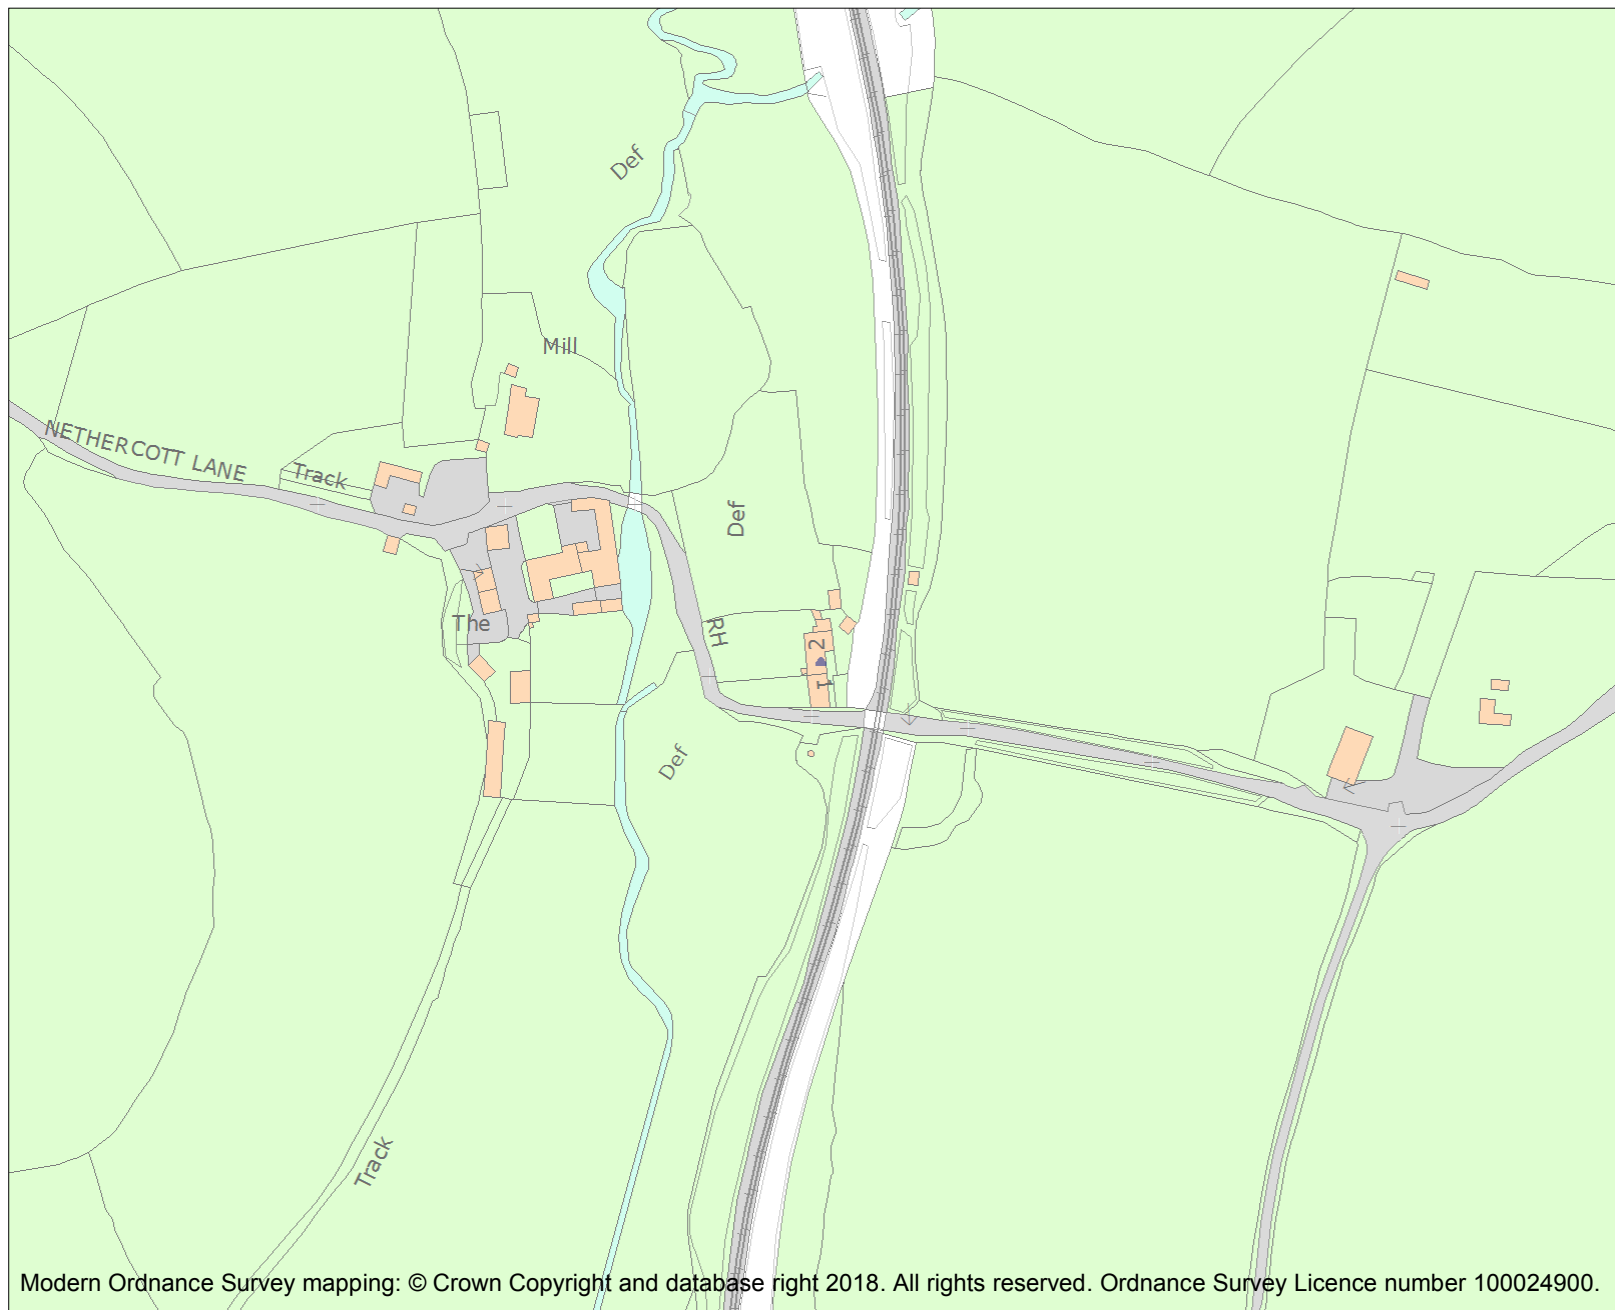 Def
Mill
NETHERCOTT LANE
Track
Def
The
RH
2
1
Def
Track
Modern Ordnance Survey mapping: © Crown Copyright and database right 2018. All rights reserved. Ordnance Survey Licence number 100024900.